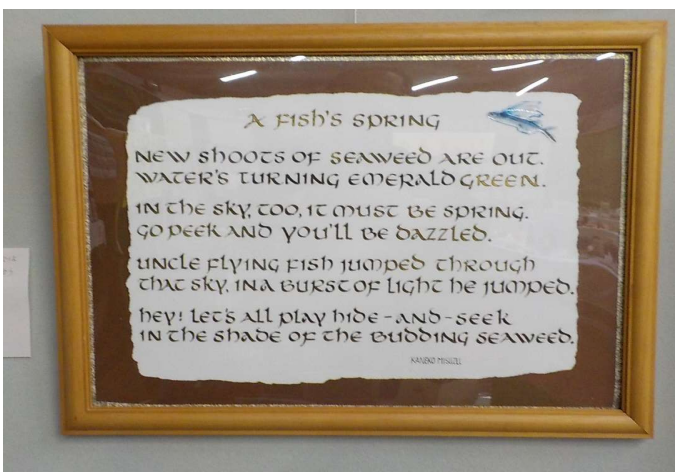 A FISH'S SPRING
NEW SHOOTS OF SEAWEED ARE OUT.
WATER'S TURNING EMERALD GREEN.
IN THE SKY, TOO, IT MUST BE SPRING.
GO PEEK AND YOU'LL BE DAZZLED.
UNCLE FLYING FISH JUMPED THROUGH
THAT SKY, IN A BURST OF LIGHT HE JUMPED.
HEY! LET'S ALL PLAY HIDE-AND-SEEK
IN THE SHADE OF THE BUDDING SEAWEED.
KANEKO MISUZU